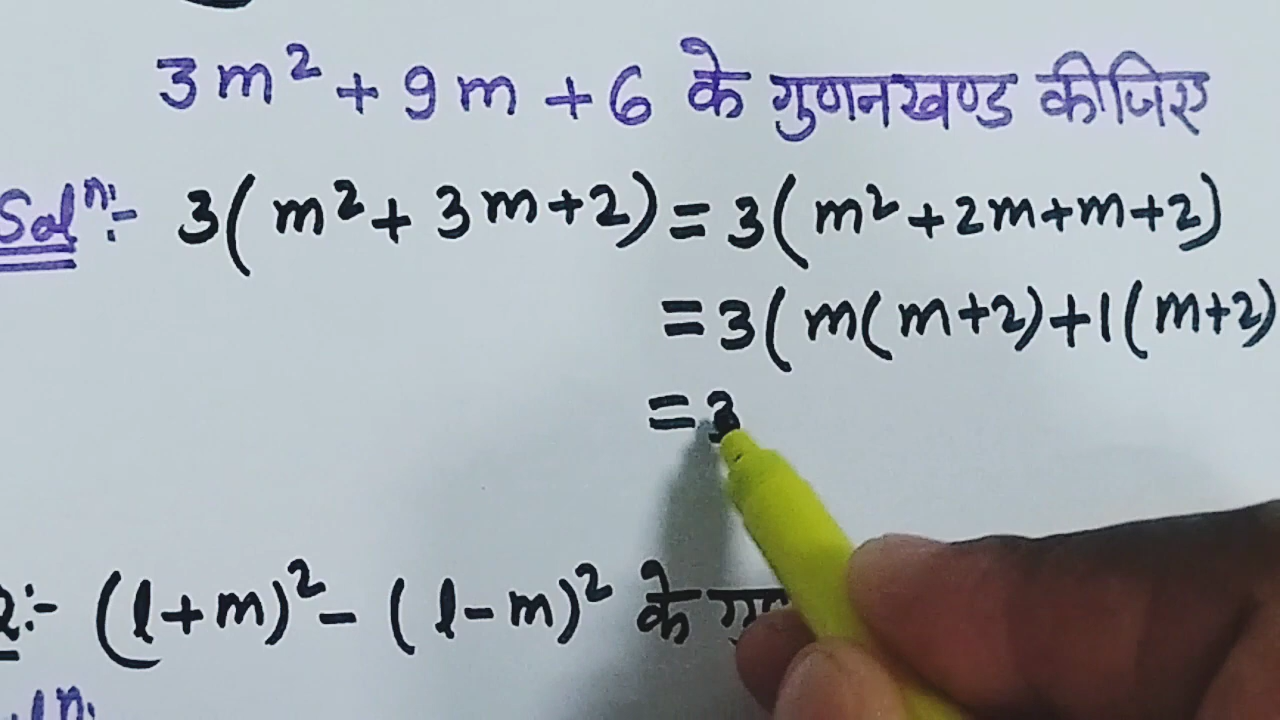 3m² + 9m + 6 के गुणनखण्ड कीजिए
Solⁿ:- 3(m² + 3m+2) = 3(m² + 2m+m+2)
= 3(m(m+2)+1(m+2)
= 3
:- (l+m)² - (l-m)² के